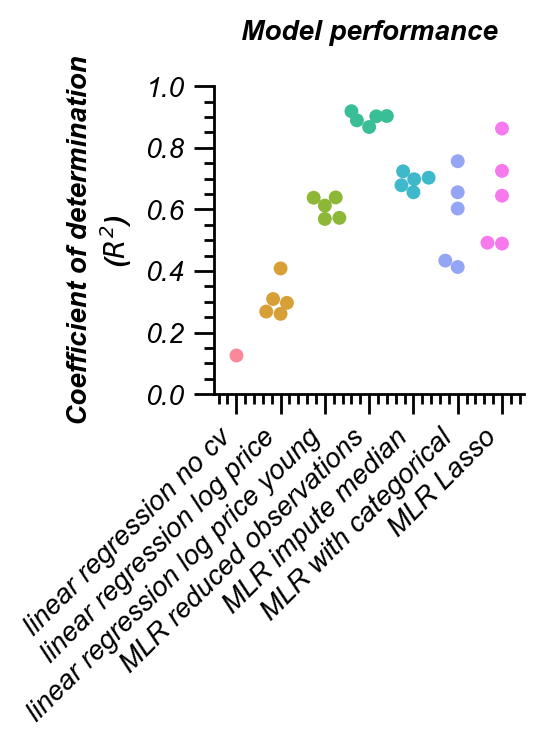 Model performance
Coefficient of determination
(R²)
1.0
0.8
0.6
0.4
0.2
0.0
linear regression no cv
linear regression log price
linear regression log price young
MLR reduced observations
MLR impute median
MLR with categorical
MLR Lasso